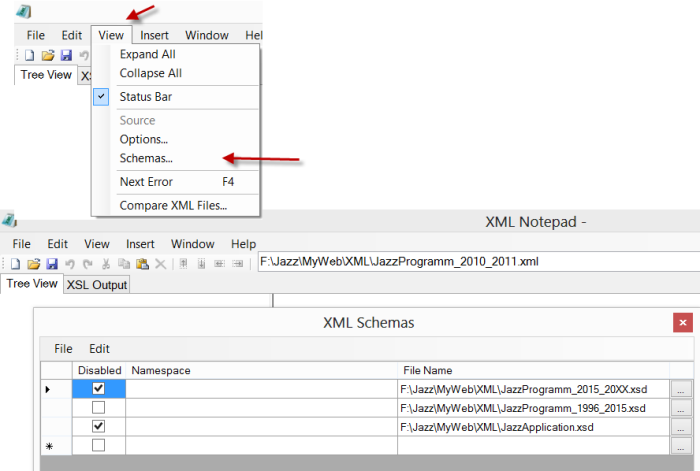 File Edit View Insert Window Hel
Expand All
Collapse All
Tree View XS
Status Bar
Source
Options...
Schemas...
Next Error F4
Compare XML Files...
XML Notepad -
File Edit View Insert Window Help
F:\Jazz\MyWeb\XML\JazzProgramm_2010_2011.xml
Tree View XSL Output
XML Schemas
File Edit
Disabled Namespace File Name
F:\Jazz\MyWeb\XML\JazzProgramm_2015_20XX.xsd ...
F:\Jazz\MyWeb\XML\JazzProgramm_1996_2015.xsd ...
F:\Jazz\MyWeb\XML\JazzApplication.xsd ...
* ...